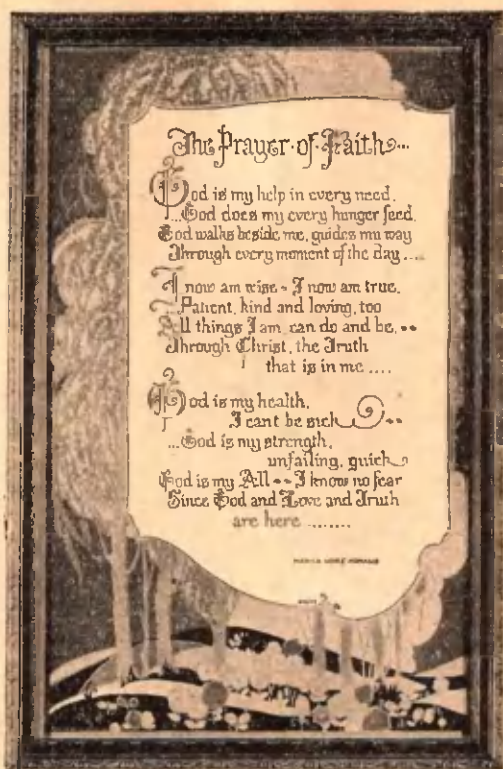 The Prayer of Faith...
God is my help in every need.
...God does my every hunger feed.
God walks beside me, guides my way
Through every moment of the day....
I now am wise - I now am true.
...Patient, kind and loving, too
All things I am, can do and be, ..
Through Christ, the Truth
that is in me....
God is my health,
I can't be sick ..
...God is my strength,
unfailing, quick
God is my All -- I know no fear
Since God and Love and Truth
are here ........